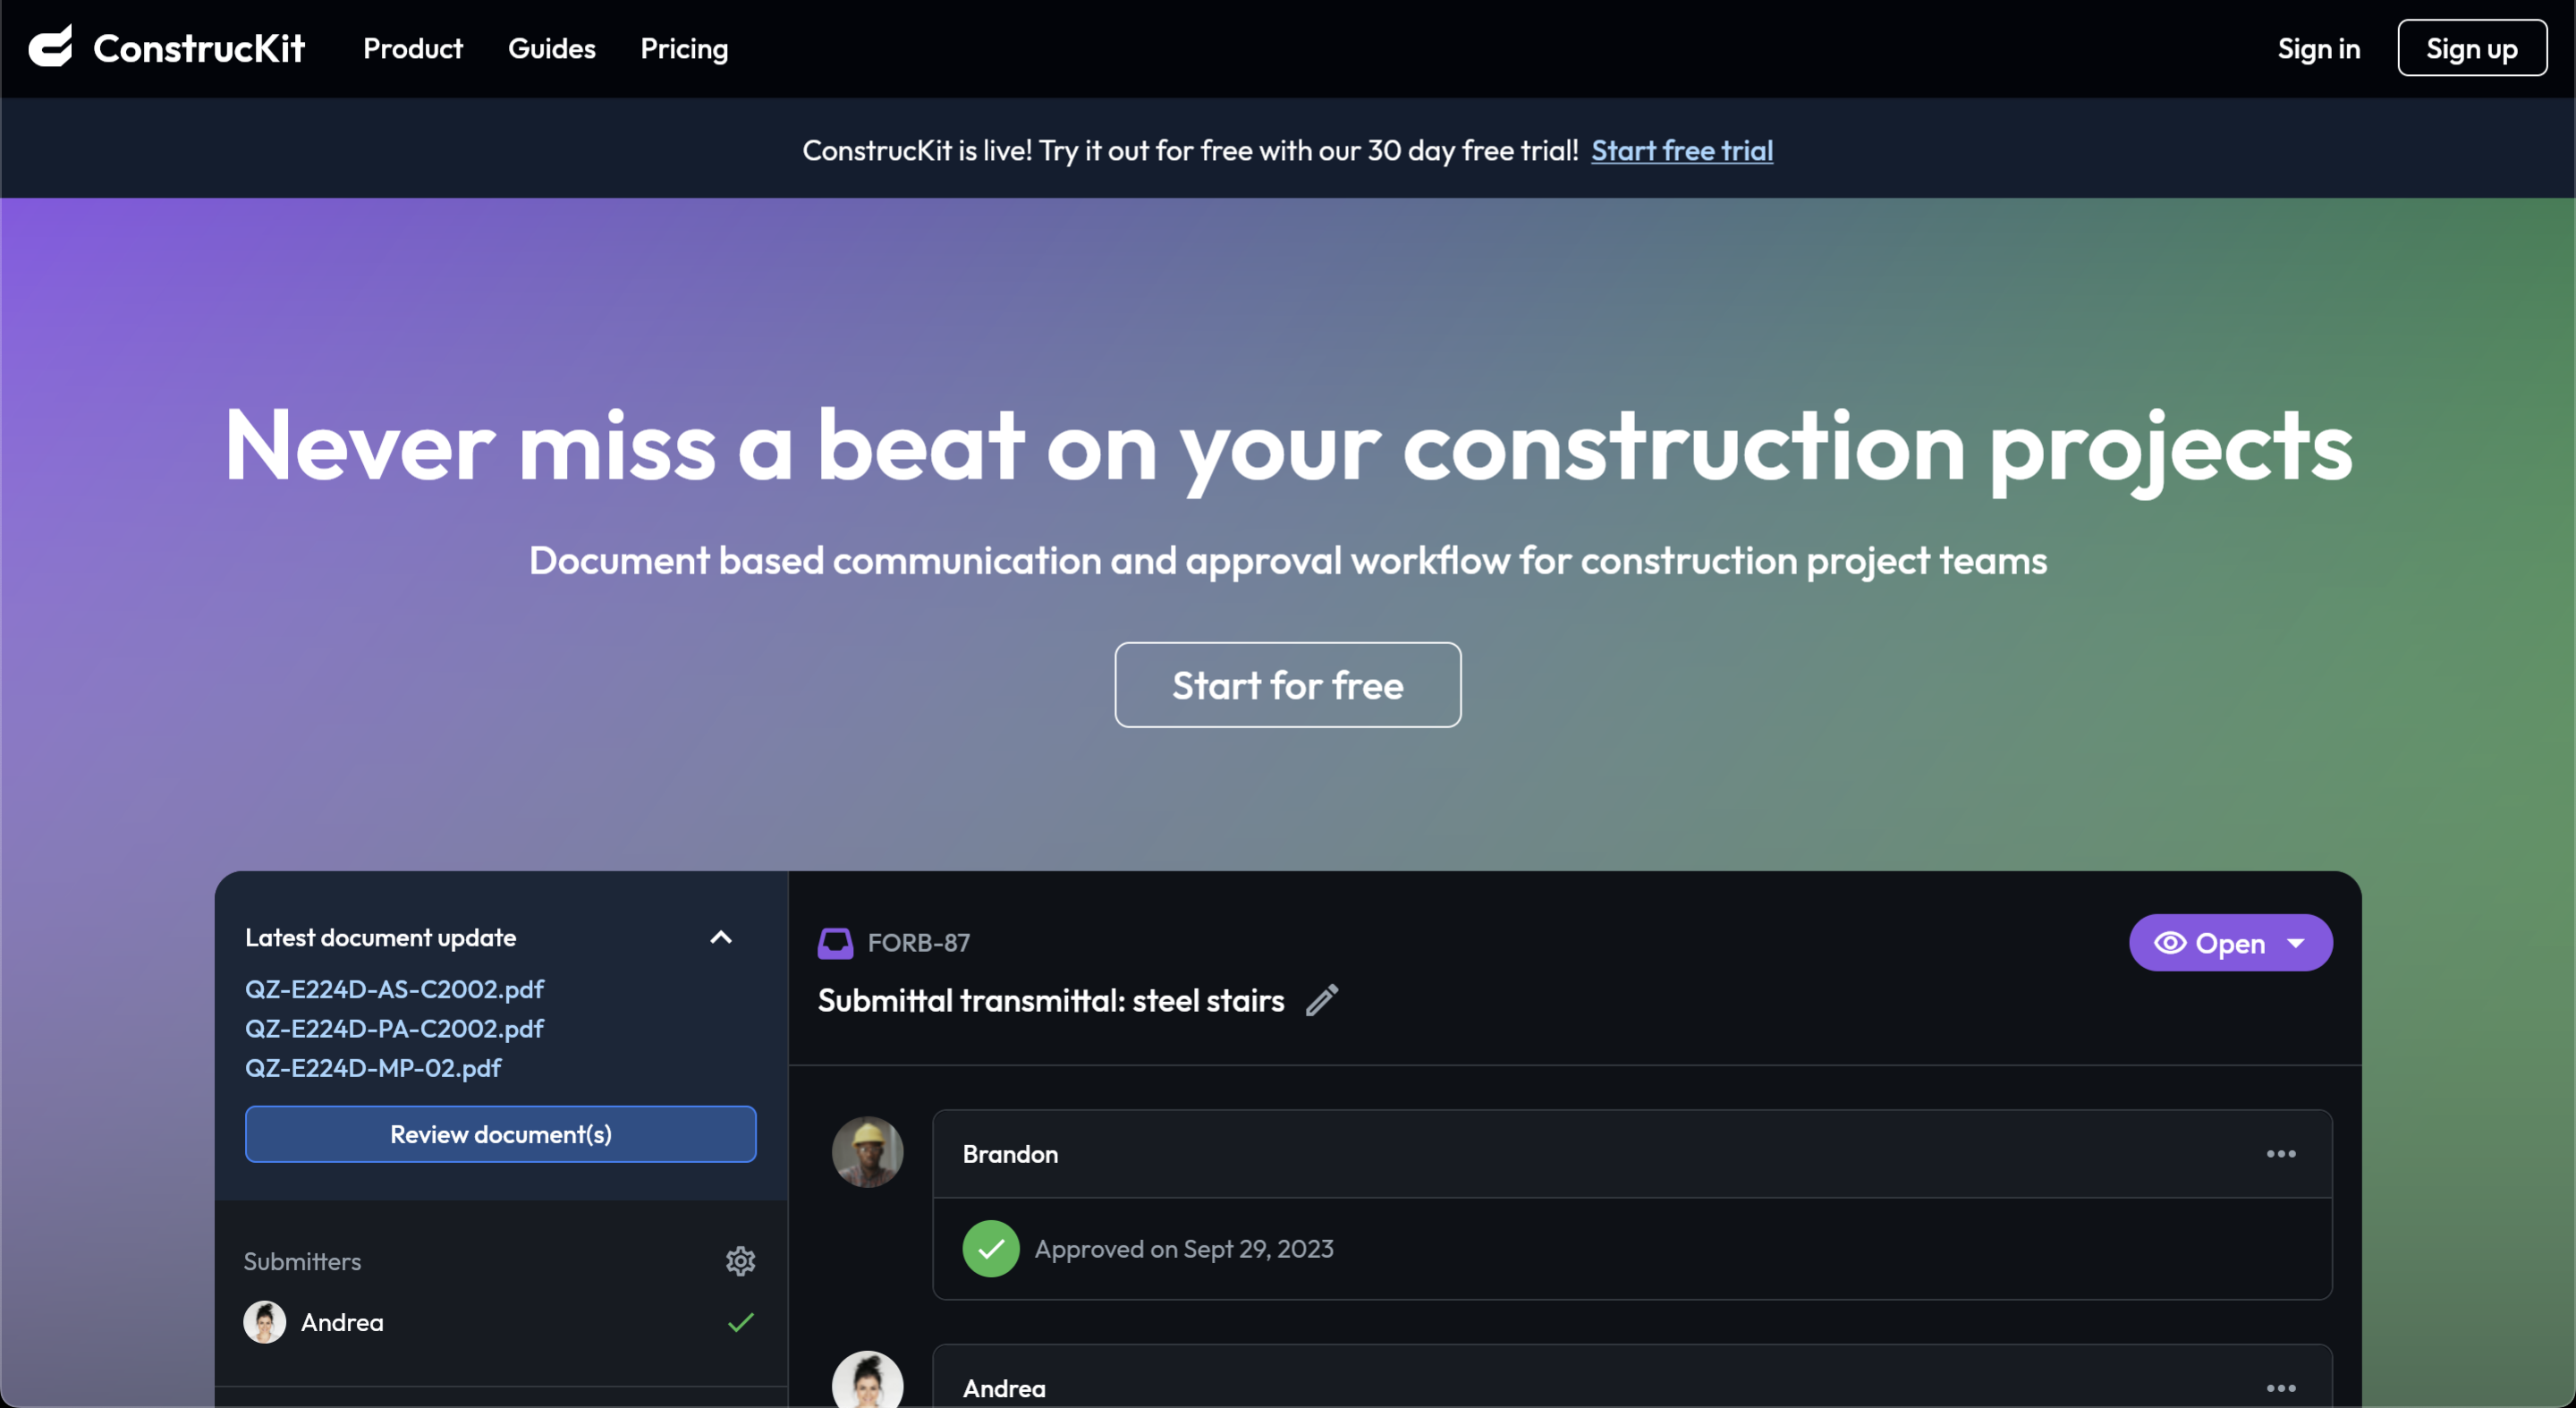 ConstrucKit
Product
Guides
Pricing
Sign in
Sign up
ConstrucKit is live! Try it out for free with our 30 day free trial! Start free trial
Never miss a beat on your construction projects
Document based communication and approval workflow for construction project teams
Start for free
Latest document update
QZ-E224D-AS-C2002.pdf
QZ-E224D-PA-C2002.pdf
QZ-E224D-MP-02.pdf
Review document(s)
Submitters
Andrea
FORB-87
Open
Submittal transmittal: steel stairs
Brandon
Approved on Sept 29, 2023
Andrea